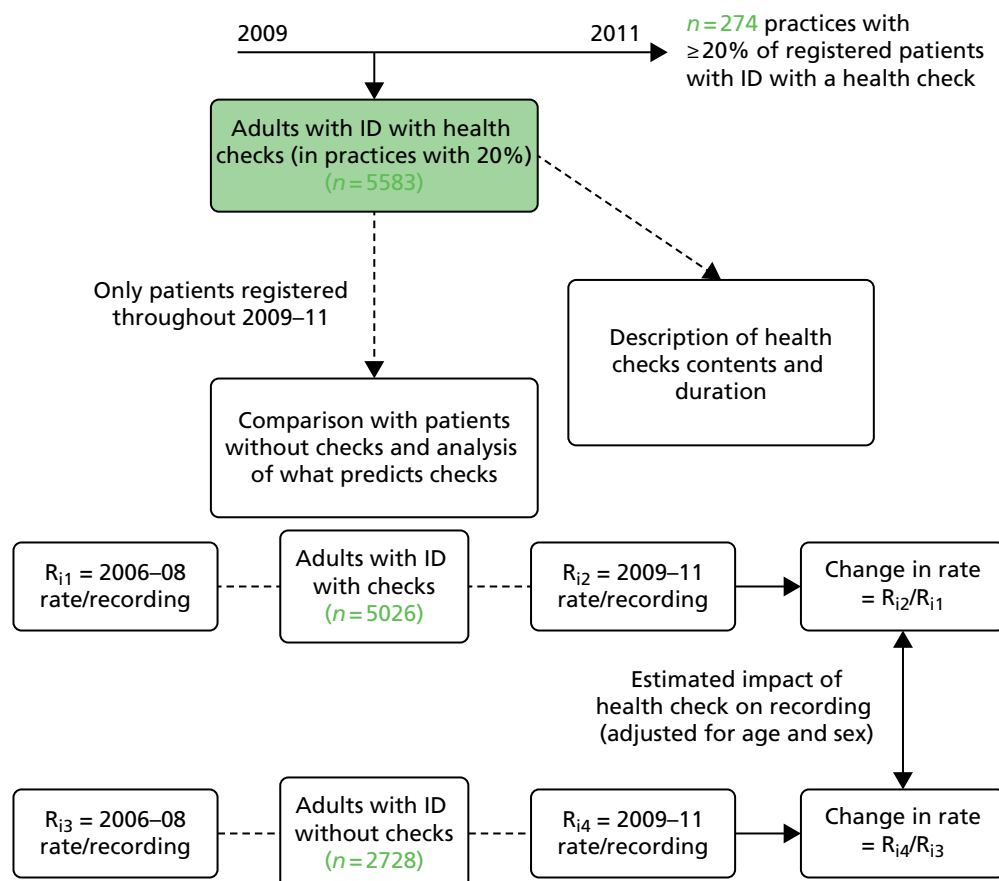 2009
2011
n=274 practices with
≥20% of registered patients
with ID with a health check
Adults with ID with health
checks (in practices with 20%)
(n=5583)
Only patients registered
throughout 2009–11
Description of health
checks contents and
duration
Comparison with patients
without checks and analysis
of what predicts checks
Ri1 = 2006–08
rate/recording
Adults with ID
with checks
(n=5026)
Ri2 = 2009–11
rate/recording
Change in rate
= Ri2/Ri1
Estimated impact of
health check on recording
(adjusted for age and sex)
Ri3 = 2006–08
rate/recording
Adults with ID
without checks
(n=2728)
Ri4 = 2009–11
rate/recording
Change in rate
= Ri4/Ri3